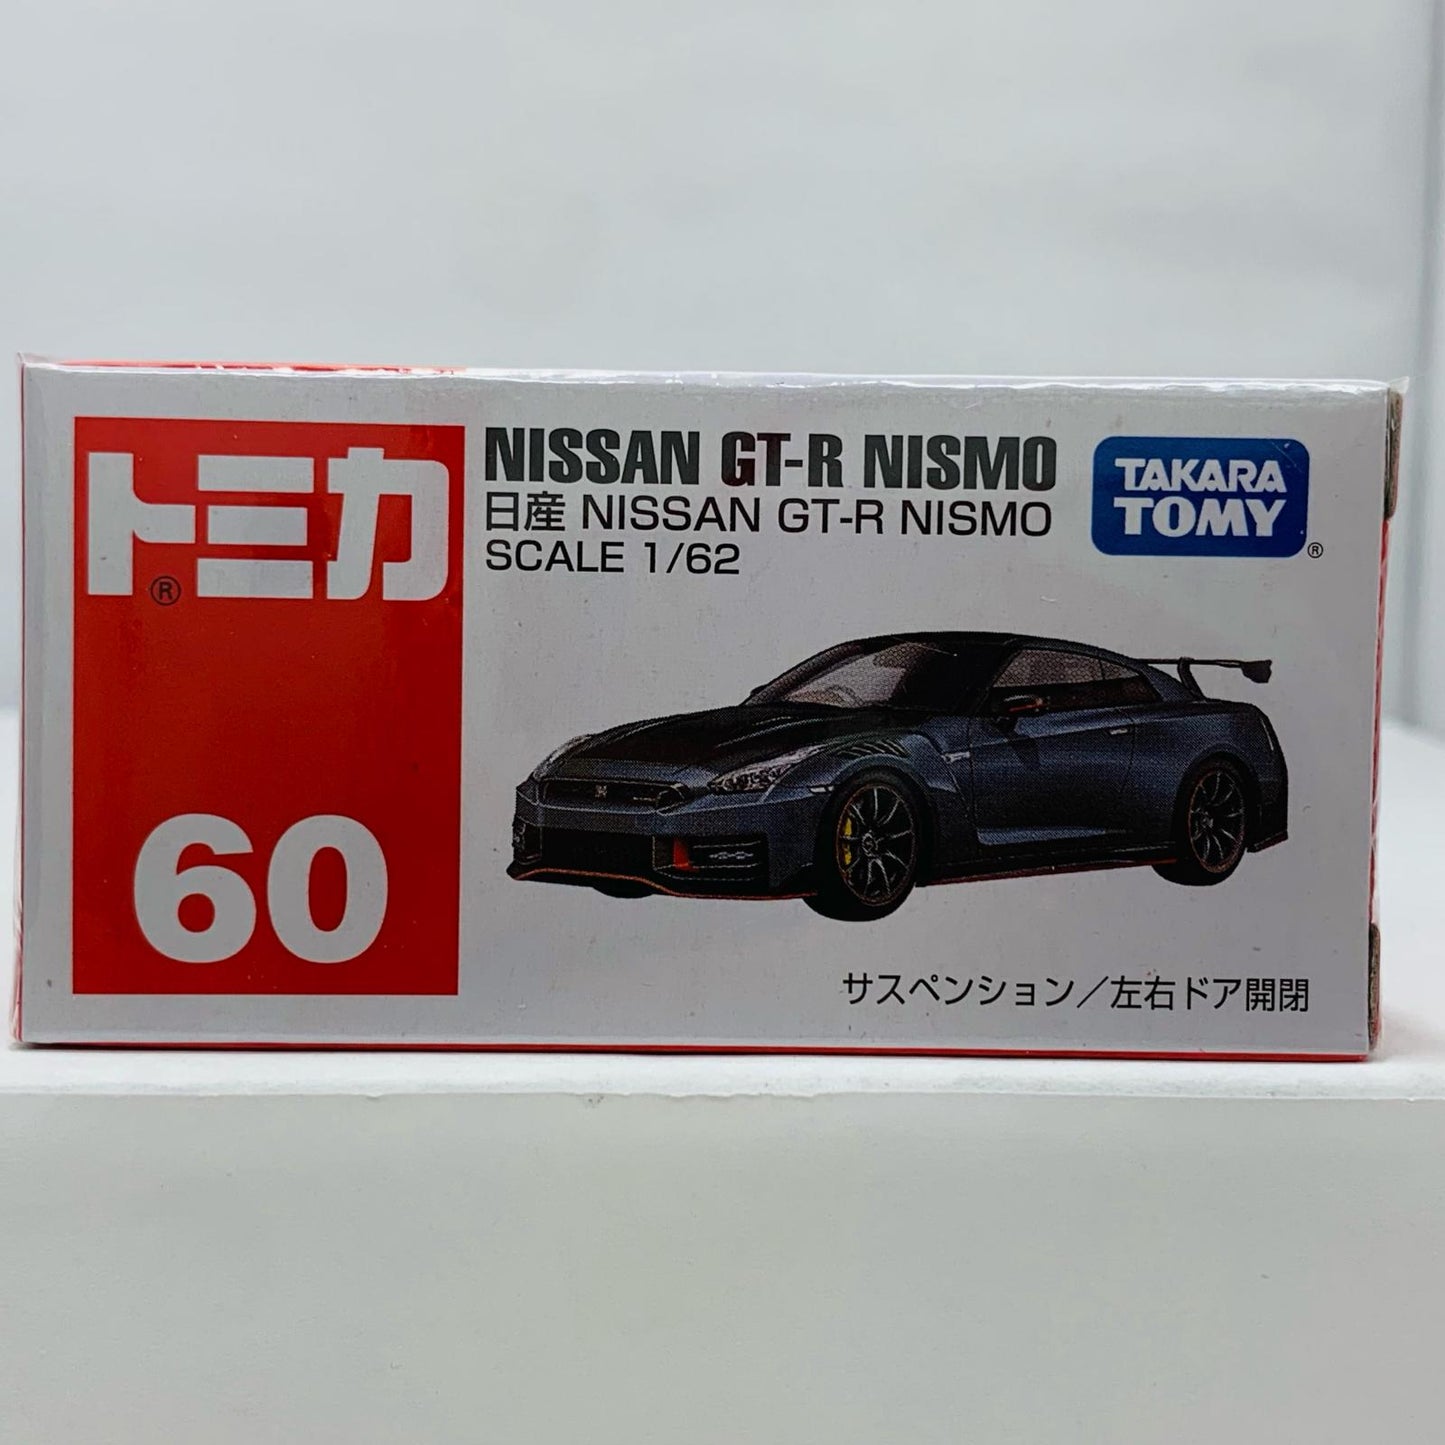 トミカ
®
60
NISSAN GT-R NISMO
日産 NISSAN GT-R NISMO
SCALE 1/62
TAKARA
TOMY
®
サスペンション/左右ドア開閉